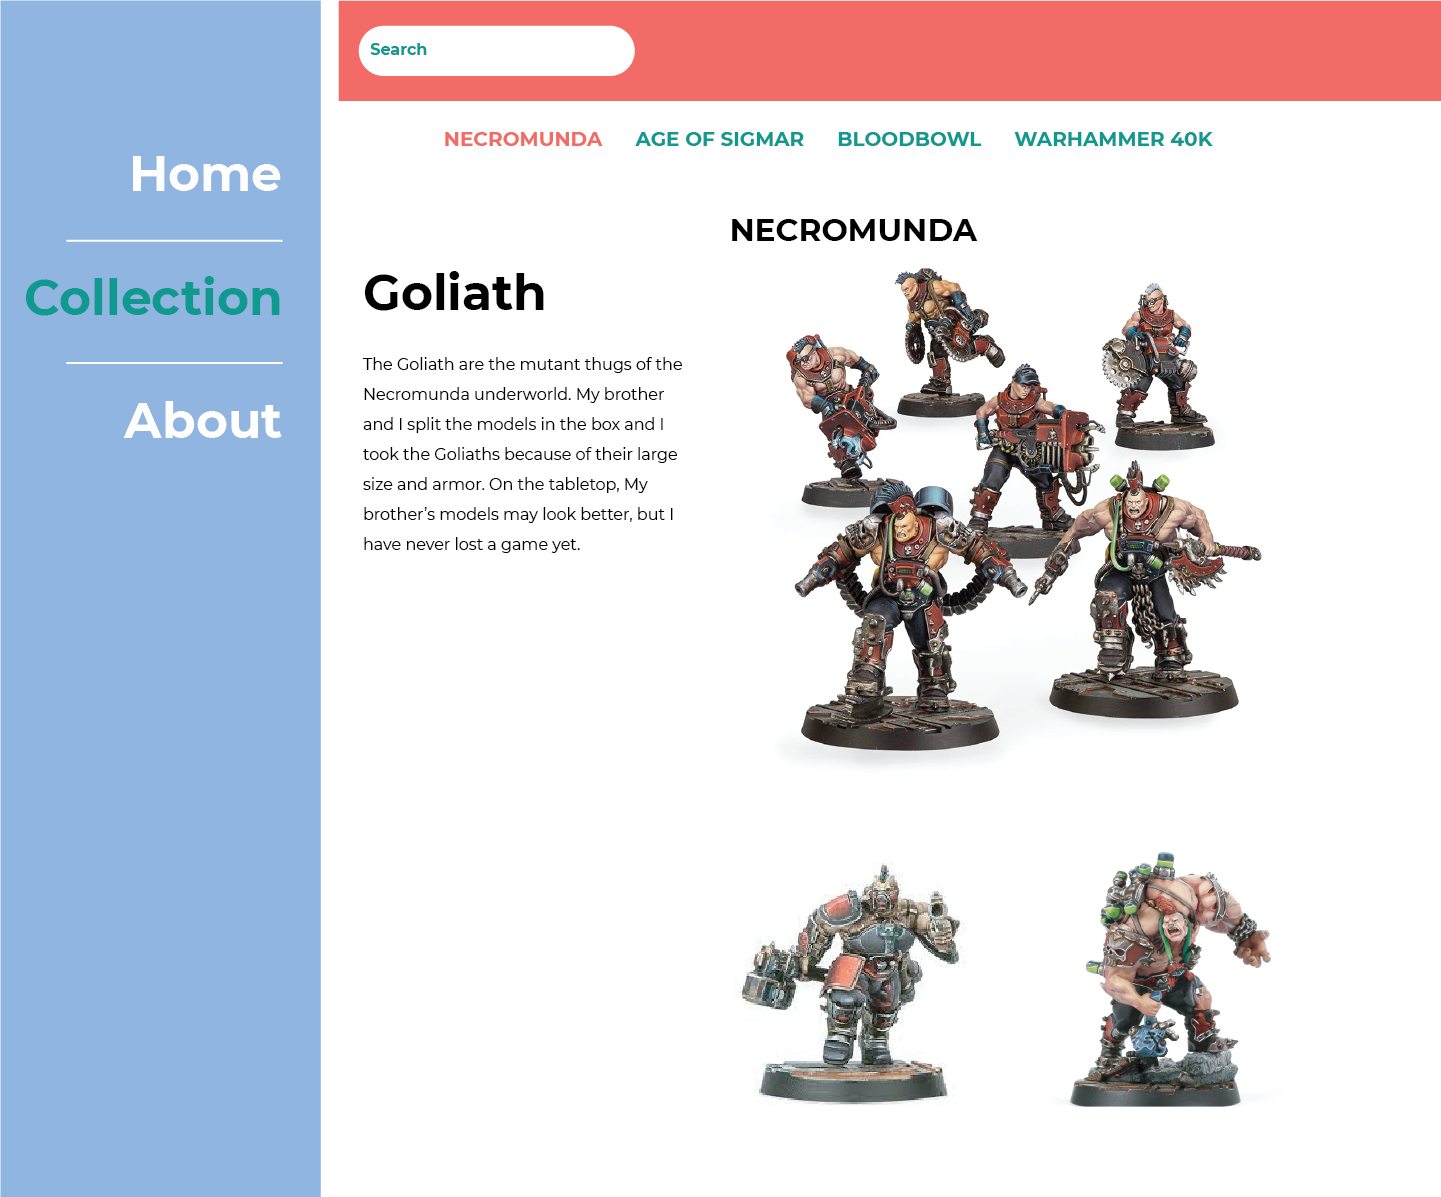 Search
Home
Collection
About
NECROMUNDA AGE OF SIGMAR BLOODBOWL WARHAMMER 40K
NECROMUNDA
Goliath
The Goliath are the mutant thugs of the
Necromunda underworld. My brother
and I split the models in the box and I
took the Goliaths because of their large
size and armor. On the tabletop, My
brother’s models may look better, but I
have never lost a game yet.